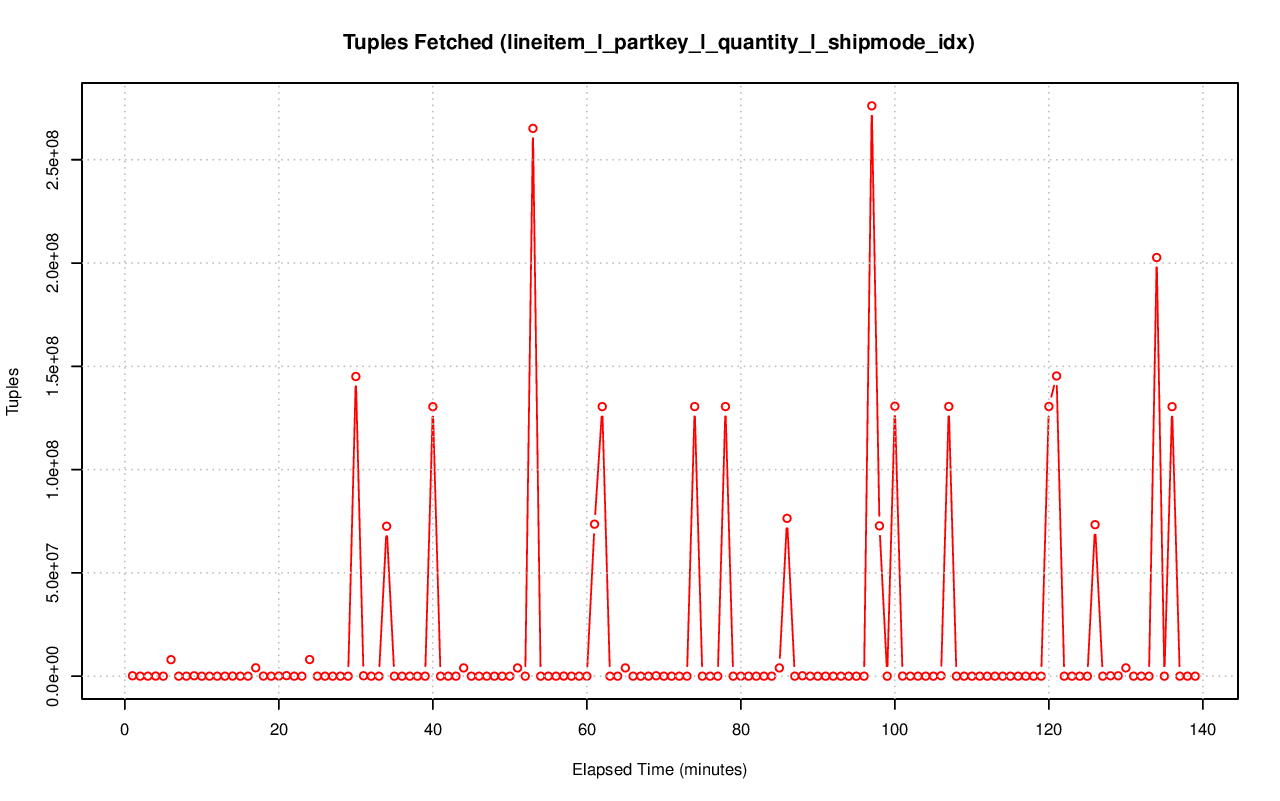 Tuples Fetched (lineitem_l_partkey_l_quantity_l_shipmode_idx)
Tuples
2.5e+08
2.0e+08
1.5e+08
1.0e+08
5.0e+07
0.0e+00
0 20 40 60 80 100 120 140
Elapsed Time (minutes)